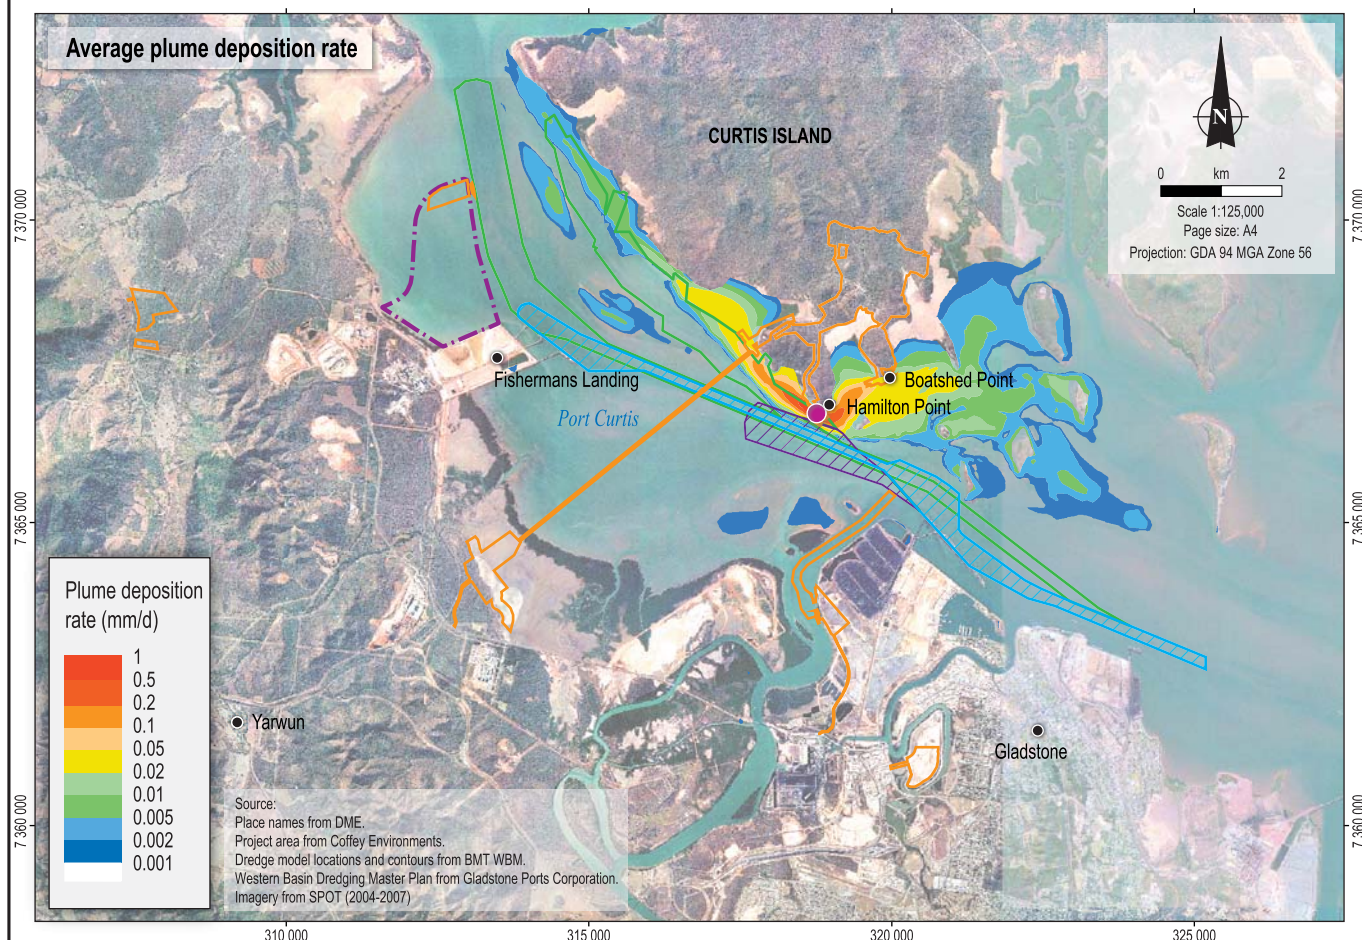 Average plume deposition rate
CURTIS ISLAND
N
0 km 2
Scale 1:125,000
Page size: A4
Projection: GDA 94 MGA Zone 56
7 370 000
7 370 000
Boatshed Point
Fishermans Landing
Hamilton Point
Port Curtis
7 365 000
7 365 000
Plume deposition
rate (mm/d)
1
0.5
0.2
0.1
0.05
0.02
0.01
0.005
0.002
0.001
Yarwun
Gladstone
7 360 000
7 360 000
Source:
Place names from DME.
Project area from Coffey Environments.
Dredge model locations and contours from BMT WBM.
Western Basin Dredging Master Plan from Gladstone Ports Corporation.
Imagery from SPOT (2004-2007)
310 000
315 000
320 000
325 000